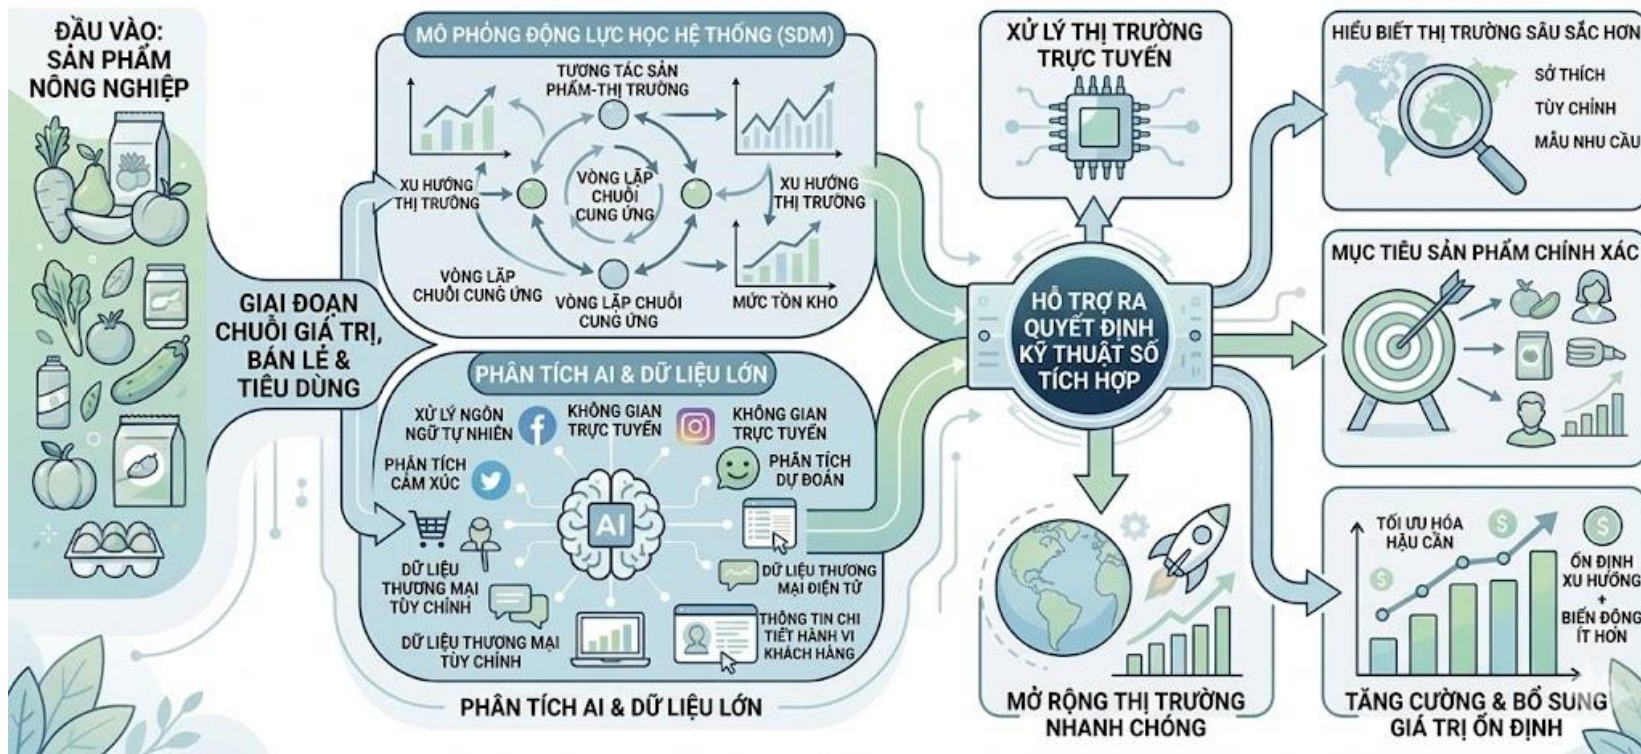 ĐẦU VÀO:
SẢN PHẨM
NÔNG NGHIỆP
GIAI ĐOẠN
CHUỖI GIÁ TRỊ,
BÁN LẺ &
TIÊU DÙNG
MÔ PHỎNG ĐỘNG LỰC HỌC HỆ THỐNG (SDM)
TƯƠNG TÁC SẢN
PHẨM-THỊ TRƯỜNG
XU HƯỚNG
THỊ TRƯỜNG
VÒNG LẶP
CHUỖI
CUNG ỨNG
XU HƯỚNG
THỊ TRƯỜNG
VÒNG LẶP
CHUỖI CUNG ỨNG
VÒNG LẶP CHUỖI
CUNG ỨNG
MỨC TỒN KHO
PHÂN TÍCH AI & DỮ LIỆU LỚN
XỬ LÝ NGÔN
NGỮ TỰ NHIÊN
KHÔNG GIAN
TRỰC TUYẾN
KHÔNG GIAN
TRỰC TUYẾN
PHÂN TÍCH
CẢM XÚC
PHÂN TÍCH
DỰ ĐOÁN
AI
DỮ LIỆU
THƯƠNG MẠI
TÙY CHỈNH
DỮ LIỆU THƯƠNG
MẠI ĐIỆN TỬ
DỮ LIỆU THƯƠNG MẠI
TÙY CHỈNH
THÔNG TIN CHI
TIẾT HÀNH VI
KHÁCH HÀNG
PHÂN TÍCH AI & DỮ LIỆU LỚN
XỬ LÝ THỊ TRƯỜNG
TRỰC TUYẾN
HỖ TRỢ RA
QUYẾT ĐỊNH
KỸ THUẬT SỐ
TÍCH HỢP
MỞ RỘNG THỊ TRƯỜNG
NHANH CHÓNG
HIỂU BIẾT THỊ TRƯỜNG SÂU SẮC HƠN
SỞ THÍCH
TÙY CHỈNH
MẪU NHU CẦU
MỤC TIÊU SẢN PHẨM CHÍNH XÁC
TỐI ƯU HÓA
HẬU CẦN
$
$
$
ỔN ĐỊNH
XU HƯỚNG
+
BIẾN ĐỘNG
ÍT HƠN
TĂNG CƯỜNG & BỔ SUNG
GIÁ TRỊ ỔN ĐỊNH